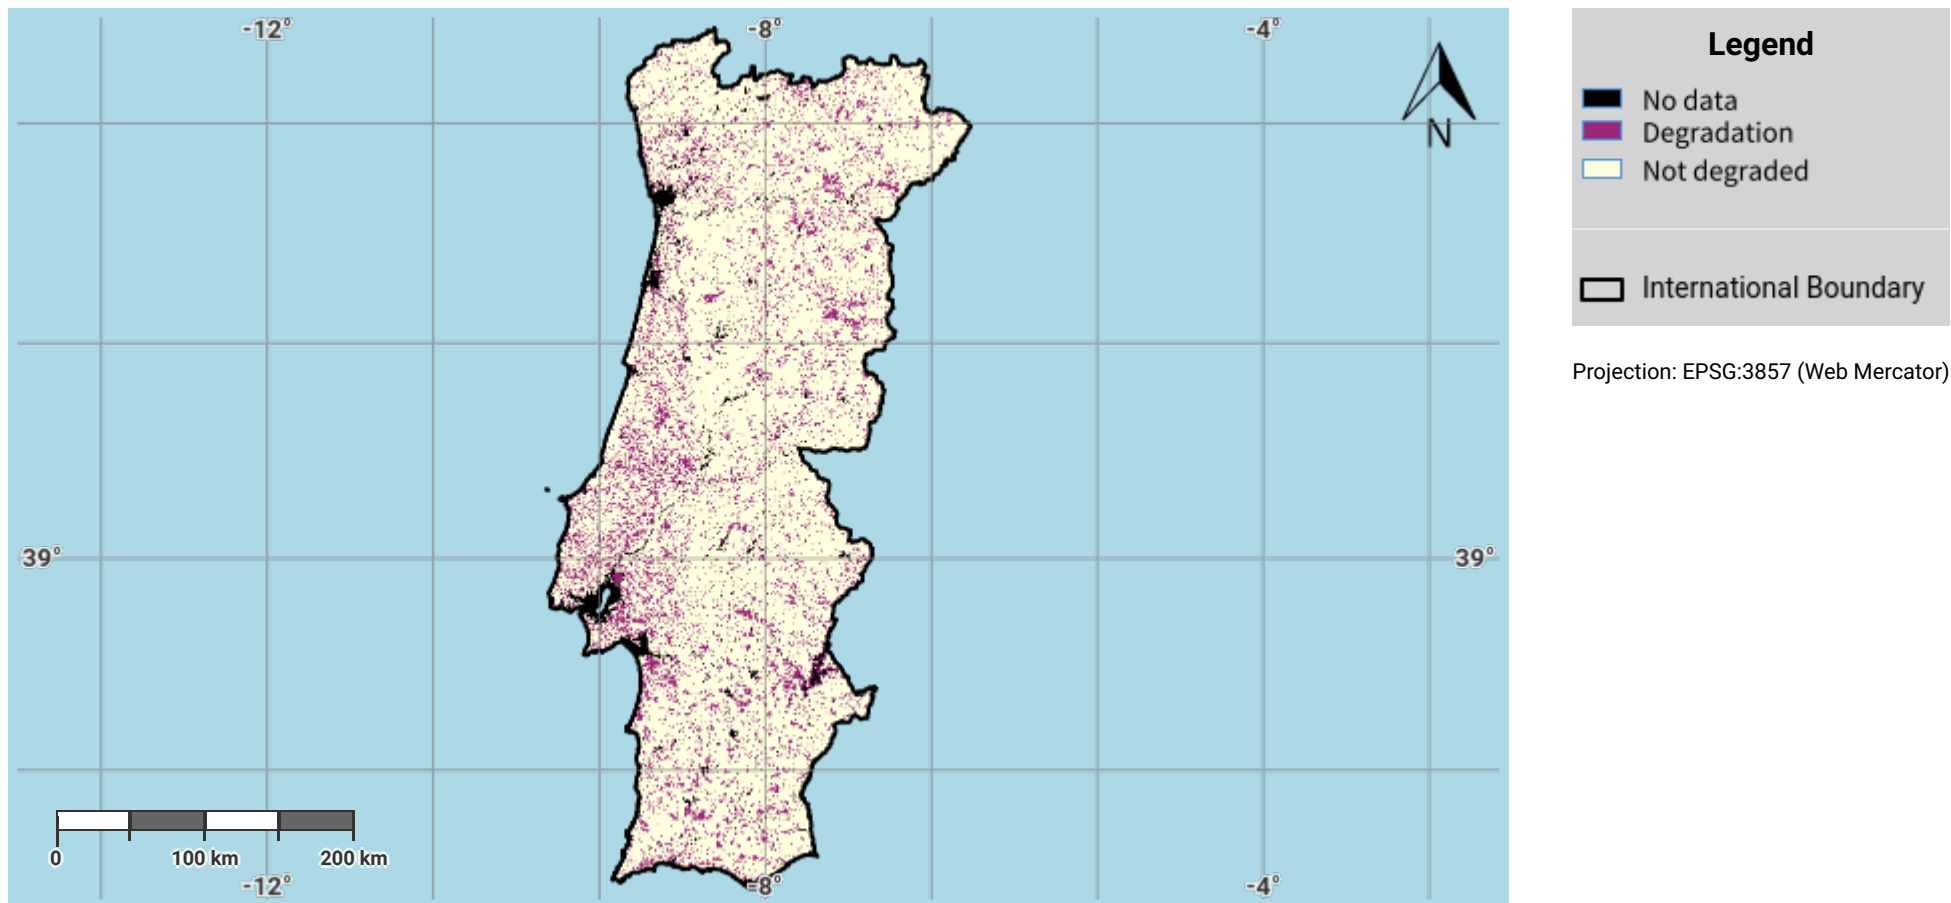 -12°
-8°
-4°
N
39°
39°
0
100 km
200 km
-12°
-8°
-4°
Legend
No data
Degradation
Not degraded
International Boundary
Projection: EPSG:3857 (Web Mercator)